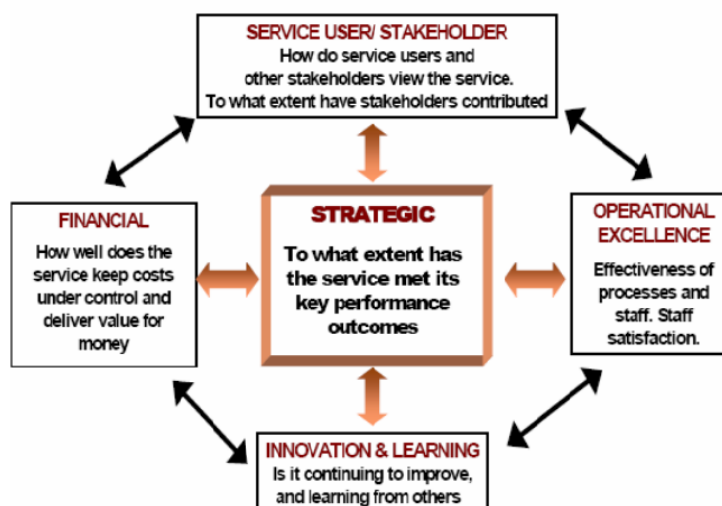 SERVICE USER/ STAKEHOLDER
How do service users and
other stakeholders view the service.
To what extent have stakeholders contributed
FINANCIAL
How well does the
service keep costs
under control and
deliver value for
money
STRATEGIC
To what extent has
the service met its
key performance
outcomes
OPERATIONAL
EXCELLENCE
Effectiveness of
processes and
staff. Staff
satisfaction.
INNOVATION & LEARNING
Is it continuing to improve,
and learning from others